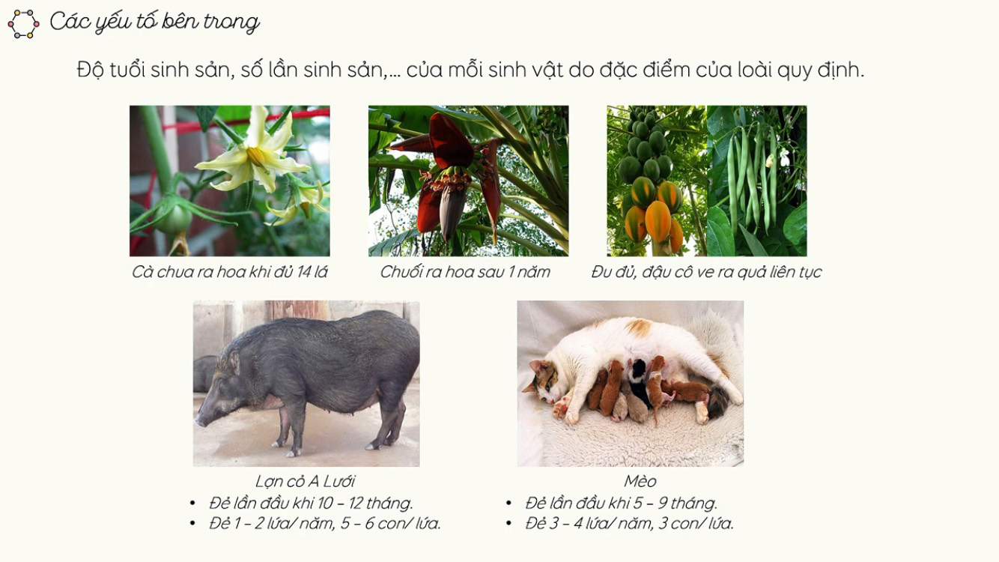 Các yếu tố bên trong
Độ tuổi sinh sản, số lần sinh sản,... của mỗi sinh vật do đặc điểm của loài quy định.
Cà chua ra hoa khi đủ 14 lá
Chuối ra hoa sau 1 năm
Đu đủ, đậu cô ve ra quả liên tục
Lợn cỏ A Lưới
• Đẻ lần đầu khi 10 – 12 tháng.
• Đẻ 1 – 2 lứa/ năm, 5 – 6 con/ lứa.
Mèo
• Đẻ lần đầu khi 5 – 9 tháng.
• Đẻ 3 – 4 lứa/ năm, 3 con/ lứa.